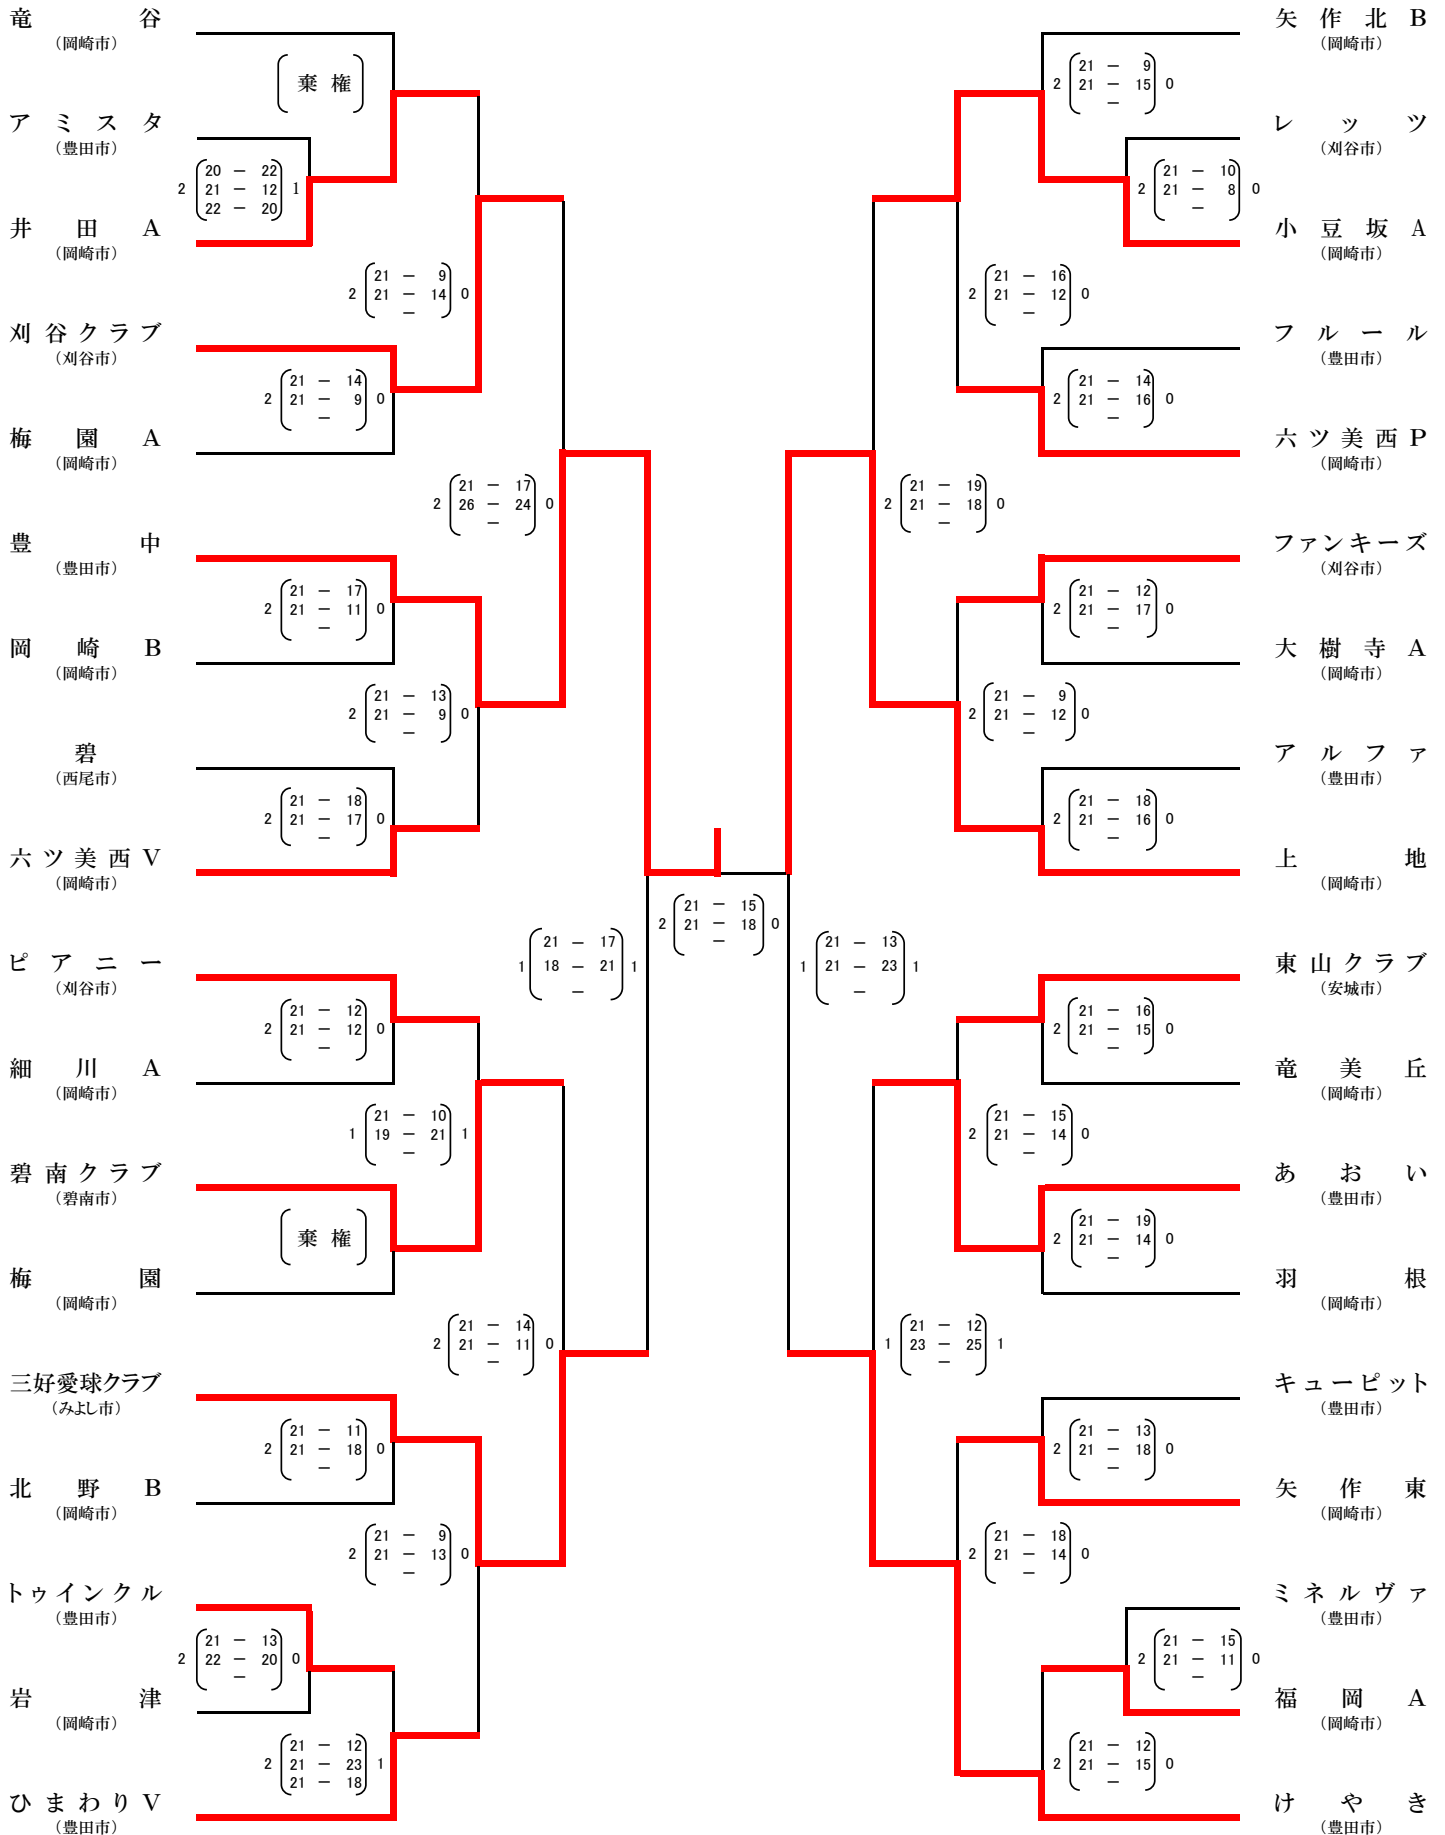 竜谷
（岡崎市）
棄権
アミスタ
（豊田市）
20 － 22
2 21 － 12 1
22 － 20
井田A
（岡崎市）
21 － 9
2 21 － 14 0
－
刈谷クラブ
（刈谷市）
21 － 14
2 21 － 9 0
－
梅園A
（岡崎市）
21 － 17
2 26 － 24 0
－
豊中
（豊田市）
21 － 17
2 21 － 11 0
－
岡崎B
（岡崎市）
21 － 13
2 21 － 9 0
－
碧
（西尾市）
21 － 18
2 21 － 17 0
－
六ツ美西V
（岡崎市）
21 － 17
1 18 － 21 1
－
ピアニー
（刈谷市）
21 － 12
2 21 － 12 0
－
細川A
（岡崎市）
21 － 10
1 19 － 21 1
－
碧南クラブ
（碧南市）
棄権
梅園
（岡崎市）
21 － 14
2 21 － 11 0
－
三好愛球クラブ
（みよし市）
21 － 11
2 21 － 18 0
－
北野B
（岡崎市）
21 － 9
2 21 － 13 0
－
トゥインクル
（豊田市）
21 － 13
2 22 － 20 0
－
岩津
（岡崎市）
21 － 12
2 21 － 23 1
21 － 18
ひまわりV
（豊田市）
21 － 15
2 21 － 18 0
－
矢作北B
（岡崎市）
21 － 9
2 21 － 15 0
－
レッツ
（刈谷市）
21 － 10
2 21 － 8 0
－
小豆坂A
（岡崎市）
21 － 16
2 21 － 12 0
－
フルール
（豊田市）
21 － 14
2 21 － 16 0
－
六ツ美西P
（岡崎市）
21 － 19
2 21 － 18 0
－
ファンキーズ
（刈谷市）
21 － 12
2 21 － 17 0
－
大樹寺A
（岡崎市）
21 － 9
2 21 － 12 0
－
アルファ
（豊田市）
21 － 18
2 21 － 16 0
－
上地
（岡崎市）
21 － 13
1 21 － 23 1
－
東山クラブ
（安城市）
21 － 16
2 21 － 15 0
－
竜美丘
（岡崎市）
21 － 15
2 21 － 14 0
－
あおい
（豊田市）
21 － 19
2 21 － 14 0
－
羽根
（岡崎市）
21 － 12
1 23 － 25 1
－
キューピット
（豊田市）
21 － 13
2 21 － 18 0
－
矢作東
（岡崎市）
21 － 18
2 21 － 14 0
－
ミネルヴァ
（豊田市）
21 － 15
2 21 － 11 0
－
福岡A
（岡崎市）
21 － 12
2 21 － 15 0
－
けやき
（豊田市）